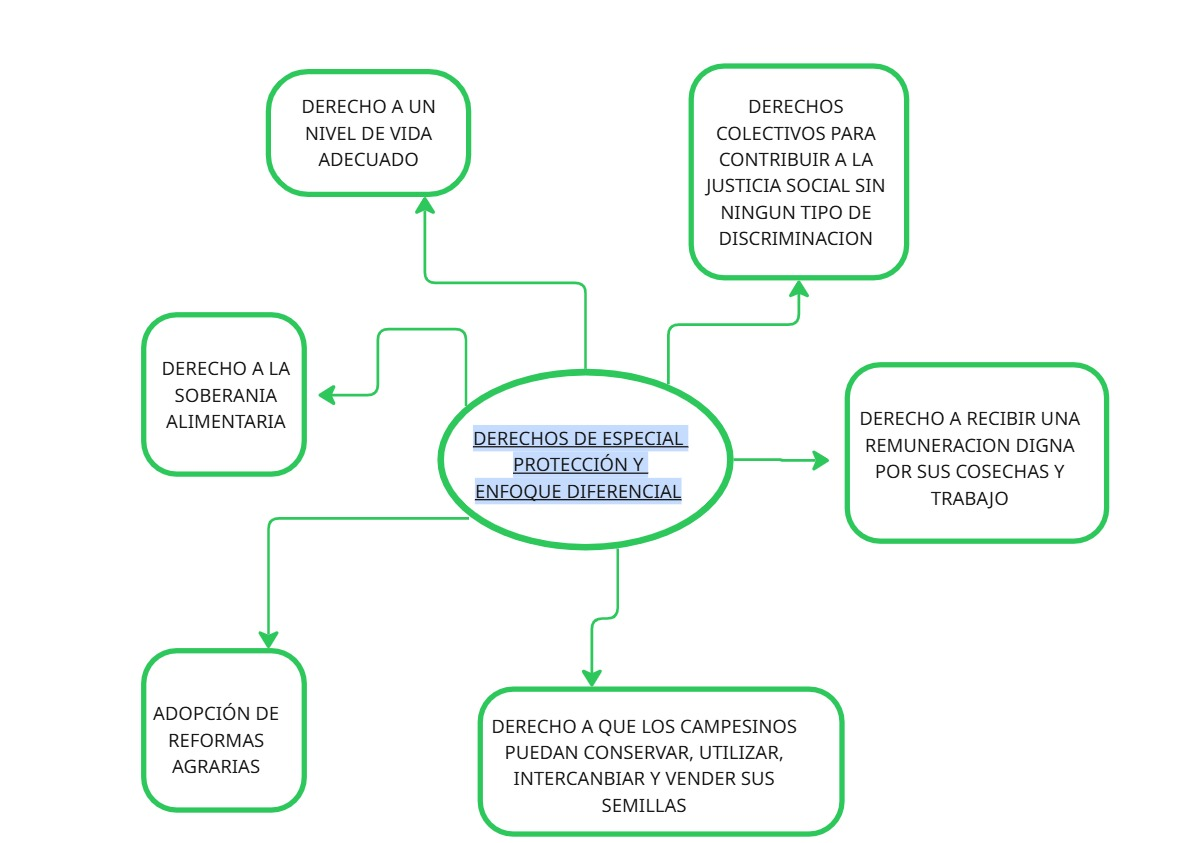 DERECHO A UN
NIVEL DE VIDA
ADECUADO
DERECHOS
COLECTIVOS PARA
CONTRIBUIR A LA
JUSTICIA SOCIAL SIN
NINGUN TIPO DE
DISCRIMINACION
DERECHO A LA
SOBERANIA
ALIMENTARIA
DERECHOS DE ESPECIAL
PROTECCIÓN Y
ENFOQUE DIFERENCIAL
DERECHO A RECIBIR UNA
REMUNERACION DIGNA
POR SUS COSECHAS Y
TRABAJO
ADOPCIÓN DE
REFORMAS
AGRARIAS
DERECHO A QUE LOS CAMPESINOS
PUEDAN CONSERVAR, UTILIZAR,
INTERCANBIAR Y VENDER SUS
SEMILLAS